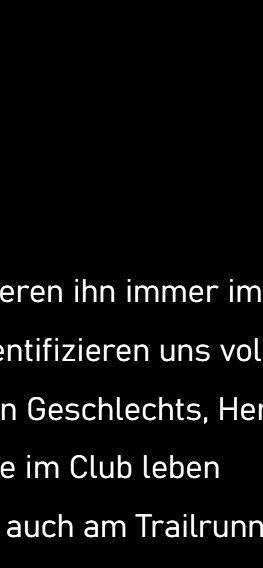 eren ihn immer im
entifizieren uns vol
n Geschlechts, Her
e im Club leben
auch am Trailrunn